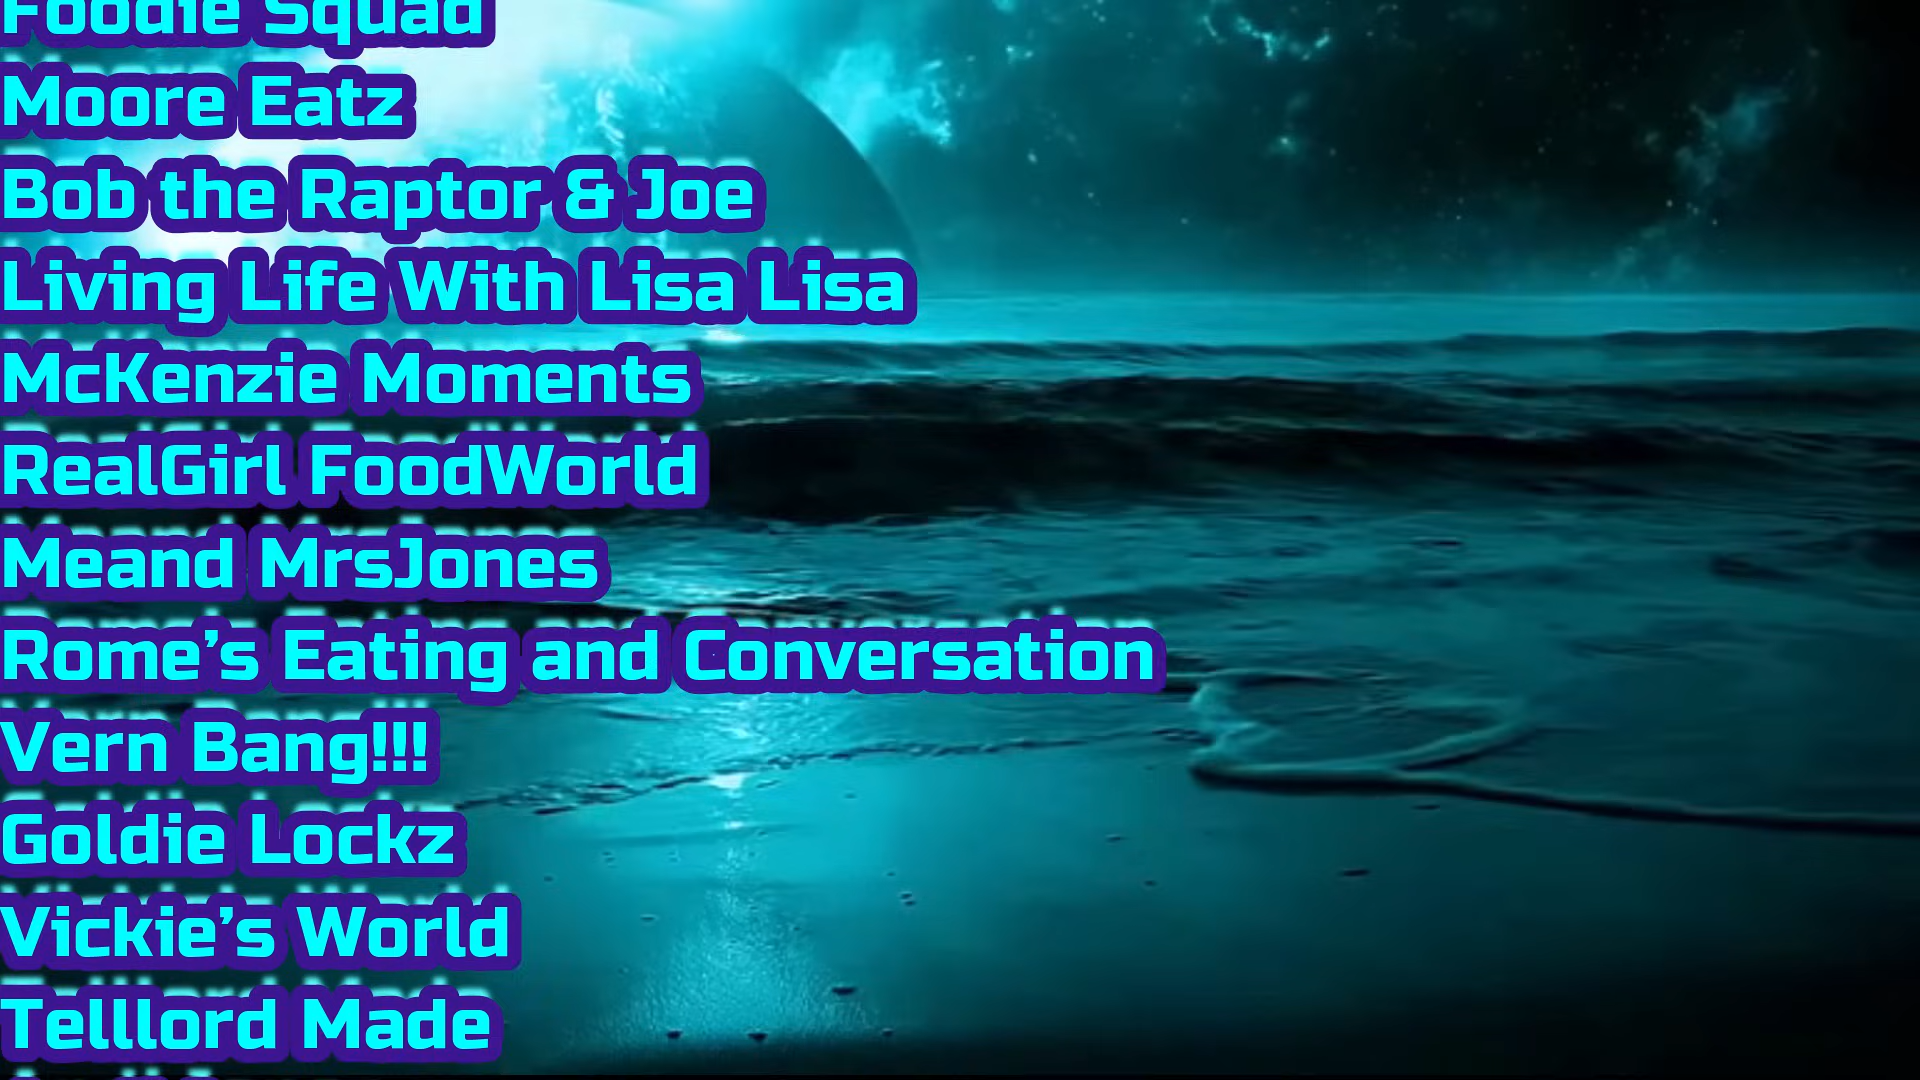 Foodie Squad
Moore Eatz
Bob the Raptor & Joe
Living Life With Lisa Lisa
McKenzie Moments
RealGirl FoodWorld
Meand MrsJones
Rome’s Eating and Conversation
Vern Bang!!!
Goldie Lockz
Vickie’s World
Telllord Made